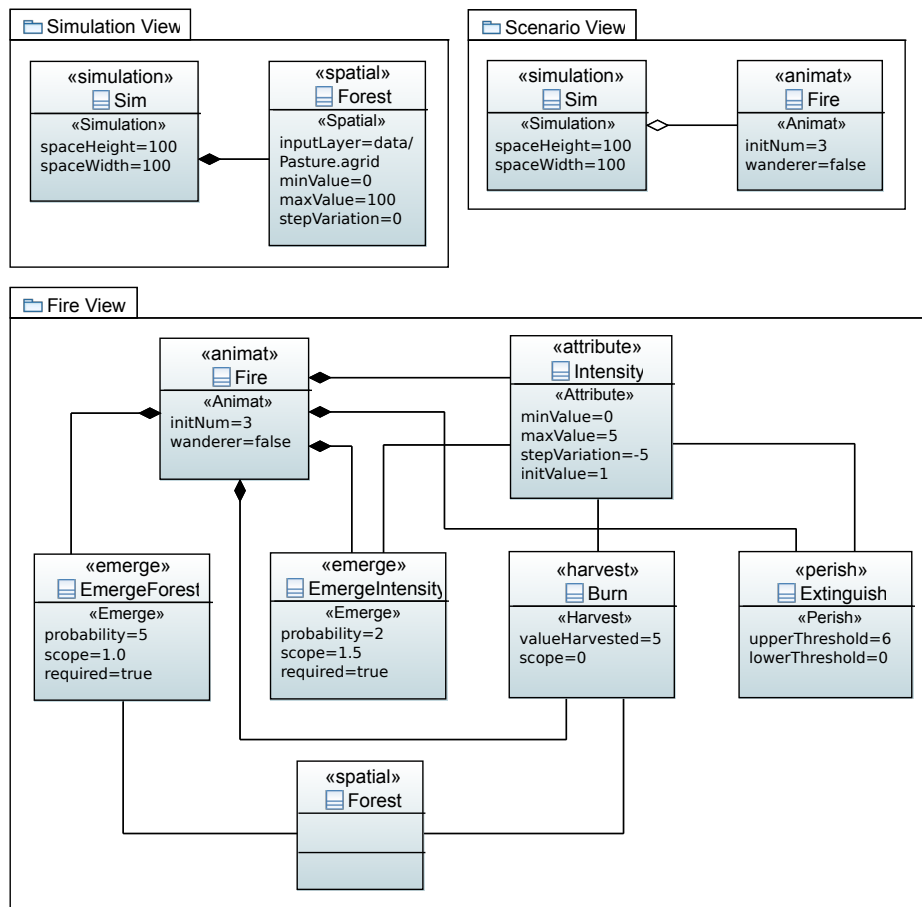 Simulation View
«simulation»
Sim
«Simulation»
spaceHeight=100
spaceWidth=100
«spatial»
Forest
«Spatial»
inputLayer=data/
Pasture.agrid
minValue=0
maxValue=100
stepVariation=0
Scenario View
«simulation»
Sim
«Simulation»
spaceHeight=100
spaceWidth=100
«animat»
Fire
«Animat»
initNum=3
wanderer=false
Fire View
«animat»
Fire
«Animat»
initNum=3
wanderer=false
«attribute»
Intensity
«Attribute»
minValue=0
maxValue=5
stepVariation=-5
initValue=1
«emerge»
EmergeForest
«Emerge»
probability=5
scope=1.0
required=true
«emerge»
EmergeIntensity
«Emerge»
probability=2
scope=1.5
required=true
«harvest»
Burn
«Harvest»
valueHarvested=5
scope=0
«perish»
Extinguish
«Perish»
upperThreshold=6
lowerThreshold=0
«spatial»
Forest